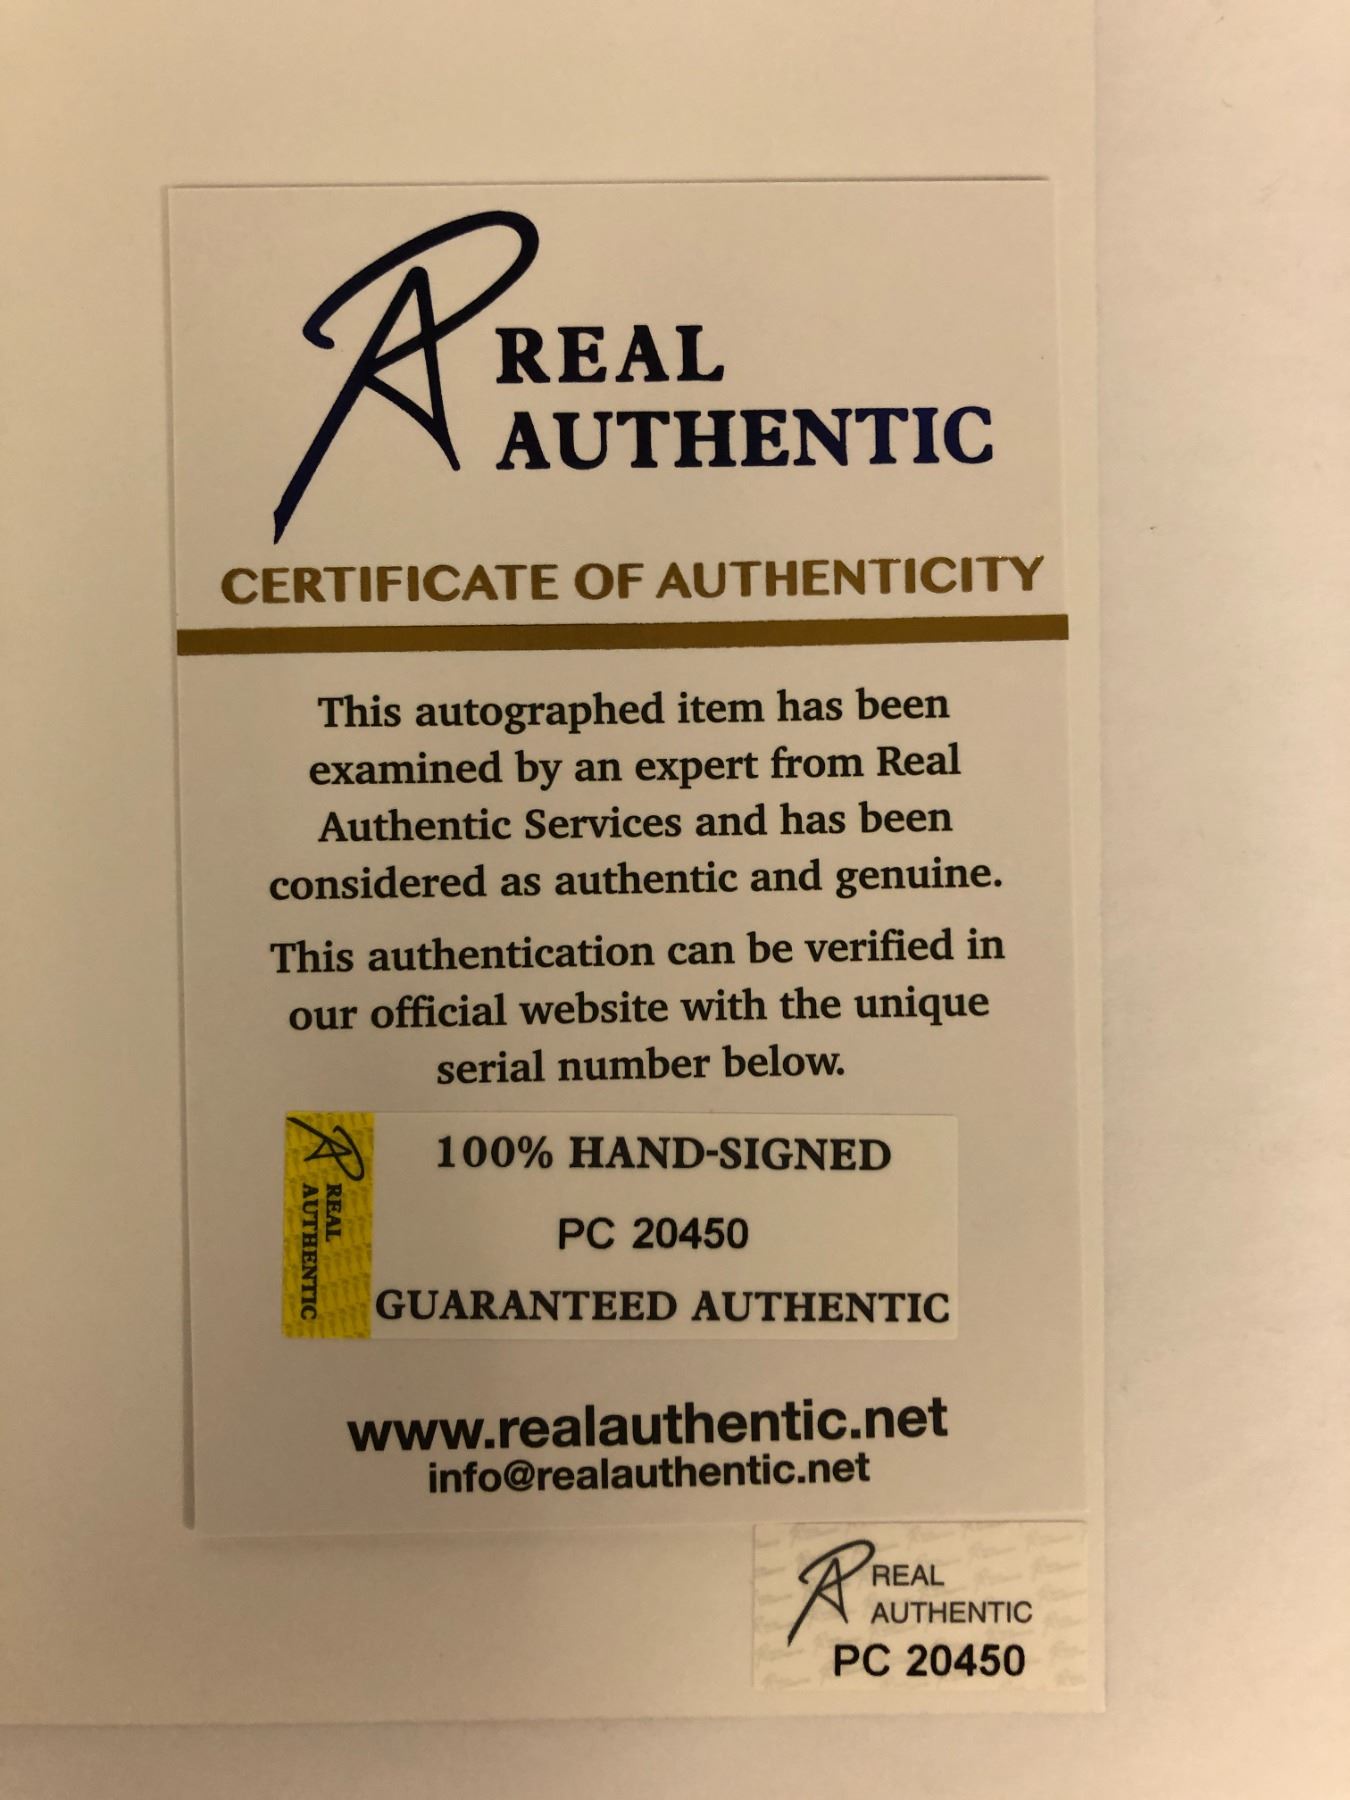 REAL
AUTHENTIC
CERTIFICATE OF AUTHENTICITY
This autographed item has been
examined by an expert from Real
Authentic Services and has been
considered as authentic and genuine.
This authentication can be verified in
our official website with the unique
serial number below.
REAL
AUTHENTIC
100% HAND-SIGNED
PC 20450
GUARANTEED AUTHENTIC
www.realauthentic.net
info@realauthentic.net
REAL
AUTHENTIC
PC 20450